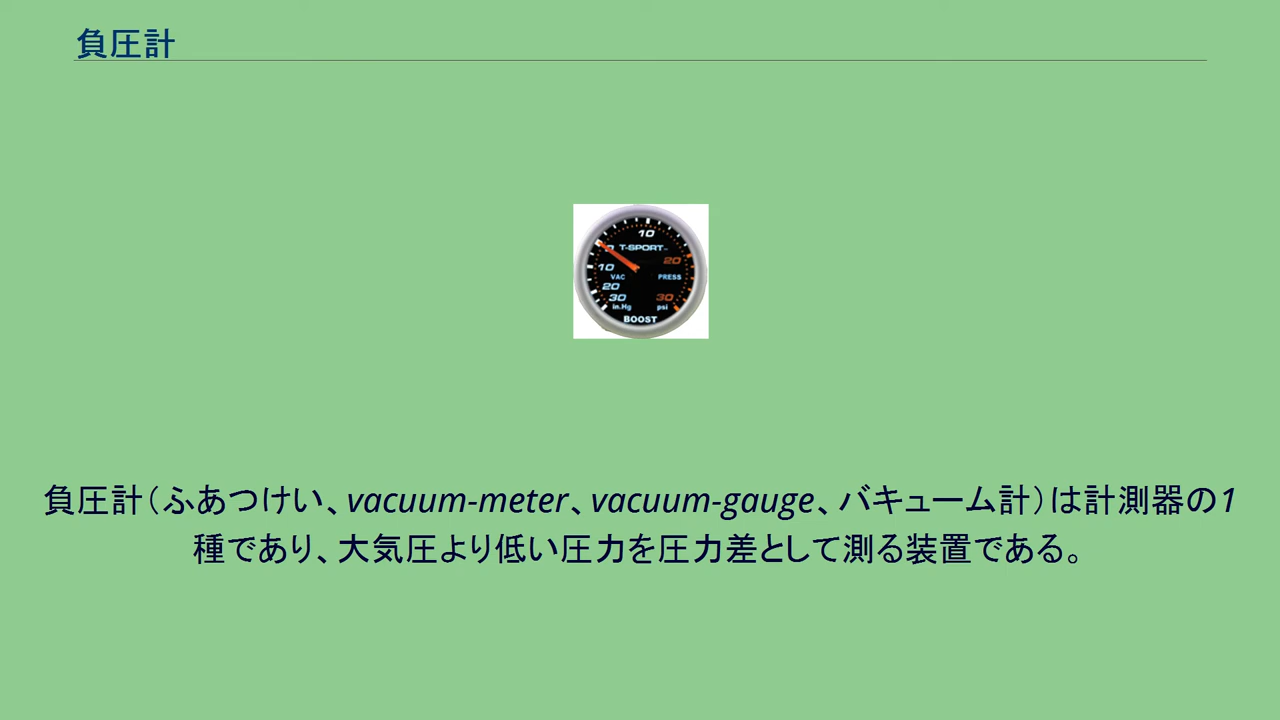 負圧計
10
0 T-SPORT
20
10
VAC PRESS
20
30 30
in.Hg psi
BOOST
負圧計（ふあつけい、vacuum-meter、vacuum-gauge、バキューム計）は計測器の1
種であり、大気圧より低い圧力を圧力差として測る装置である。